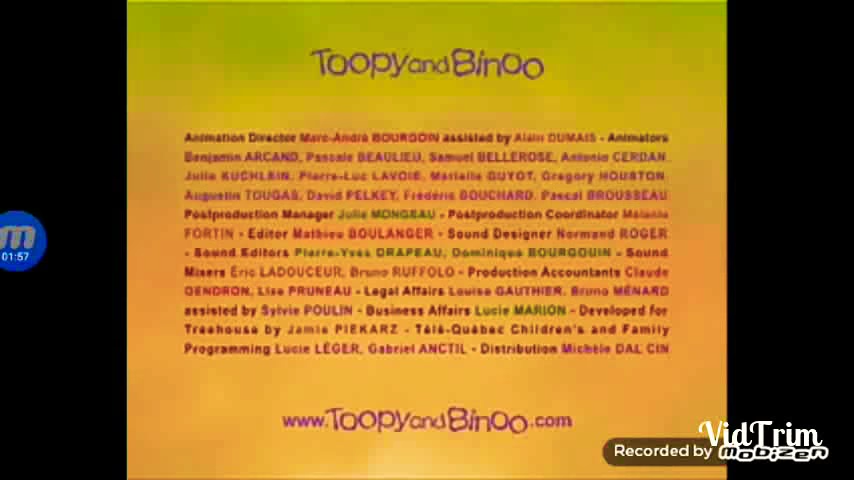 Toopy and Binoo
Animation Director Marc-André BOURGOIN assisted by Alain DUMAIS - Animators
Benjamin ARCAND, Pascale BEAULIEU, Samuel BELLEROSE, Antonio CERDAN,
Julie KUCHLEIN, Pierre-Luc LAVOIE, Marielle GUYOT, Gregory HOUSTON,
Augustin TOUGAS, David PELKEY, Frédéric BOUCHARD, Pascal BROUSSEAU
Postproduction Manager Julie MONGEAU - Postproduction Coordinator Mélanie
FORTIN - Editor Mathieu BOULANGER - Sound Designer Normand ROGER
- Sound Editors Pierre-Yves DRAPEAU, Dominique BOURGOUIN - Sound
Mixers Éric LADOUCEUR, Bruno RUFFOLO - Production Accountants Claude
GENDRON, Lise PRUNEAU - Legal Affairs Louise GAUTHIER, Bruno MÉNARD
assisted by Sylvie POULIN - Business Affairs Lucie MARION - Developed for
Treehouse by Jamie PIEKARZ - Télé-Québec Children's and Family
Programming Lucie LÉGER, Gabriel ANCTIL - Distribution Michèle DAL CIN
www.ToopyandBinoo.com
m
01:57
VidTrim
Recorded by mobizen